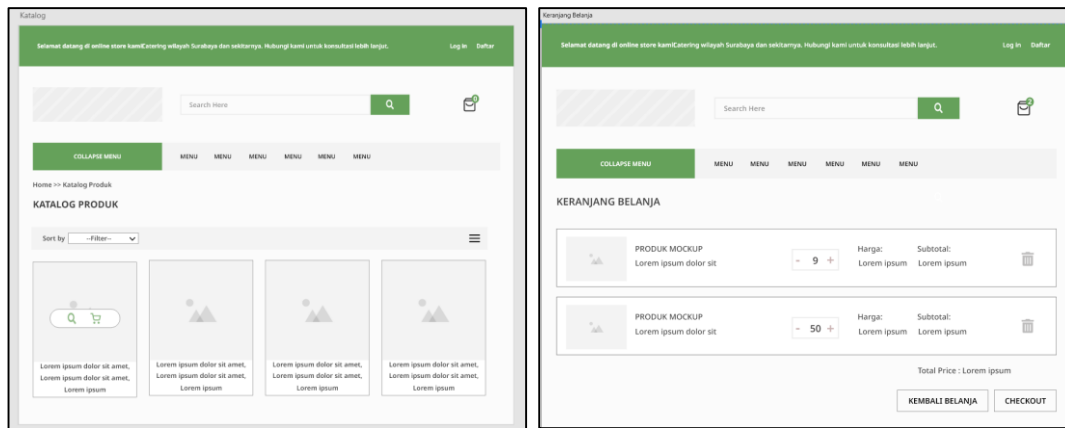 Katalog
Selamat datang di online store kamiCatering wilayah Surabaya dan sekitarnya. Hubungi kami untuk konsultasi lebih lanjut.
Log in Daftar
Search Here
0
COLLAPSE MENU MENU MENU MENU MENU MENU MENU
Home >> Katalog Produk
KATALOG PRODUK
Sort by --Filter--
Lorem ipsum dolor sit amet,
Lorem ipsum dolor sit amet,
Lorem ipsum
Lorem ipsum dolor sit amet,
Lorem ipsum dolor sit amet,
Lorem ipsum
Lorem ipsum dolor sit amet,
Lorem ipsum dolor sit amet,
Lorem ipsum
Lorem ipsum dolor sit amet,
Lorem ipsum dolor sit amet,
Lorem ipsum
Keranjang Belanja
Selamat datang di online store kamiCatering wilayah Surabaya dan sekitarnya. Hubungi kami untuk konsultasi lebih lanjut.
Log in Daftar
Search Here
2
COLLAPSE MENU MENU MENU MENU MENU MENU MENU
KERANJANG BELANJA
PRODUK MOCKUP
Lorem ipsum dolor sit
- 9 +
Harga:
Lorem ipsum
Subtotal:
Lorem ipsum
PRODUK MOCKUP
Lorem ipsum dolor sit
- 50 +
Harga:
Lorem ipsum
Subtotal:
Lorem ipsum
Total Price : Lorem ipsum
KEMBALI BELANJA CHECKOUT